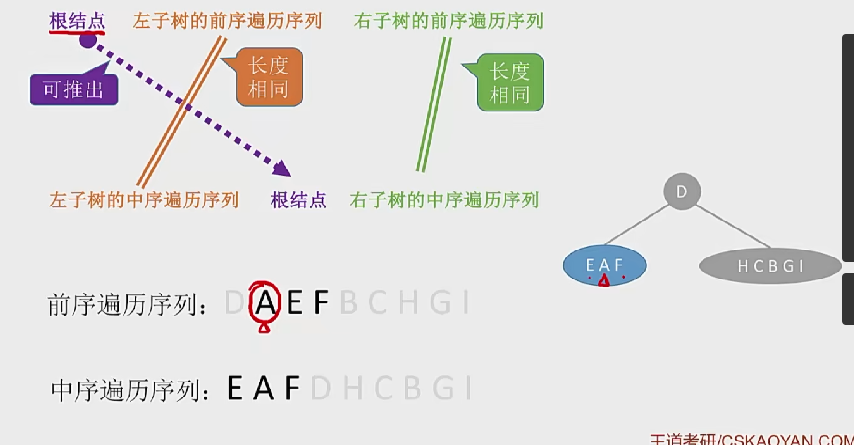 根结点 左子树的前序遍历序列 右子树的前序遍历序列
可推出
长度
相同
长度
相同
左子树的中序遍历序列 根结点 右子树的中序遍历序列
D
E A F
H C B G I
前序遍历序列： D A E F B C H G I
中序遍历序列： E A F D H C B G I
王道考研/CSKAOYAN.COM